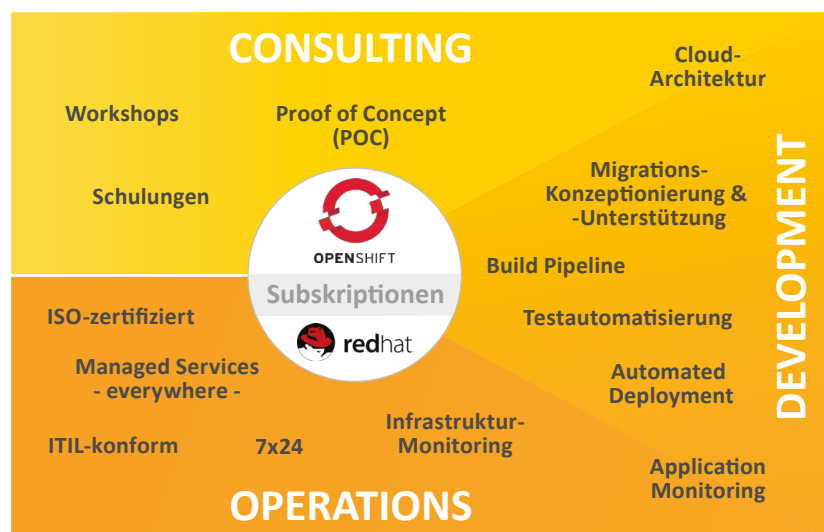 CONSULTING
Cloud-
Architektur
Workshops
Proof of Concept
(POC)
Schulungen
Migrations-
Konzeptionierung &
-Unterstützung
DEVELOPMENT
OPENSHIFT
Build Pipeline
Subskriptionen
ISO-zertifiziert
Testautomatisierung
redhat
Managed Services
- everywhere -
Automated
Deployment
Infrastruktur-
Monitoring
ITIL-konform
7x24
Application
Monitoring
OPERATIONS